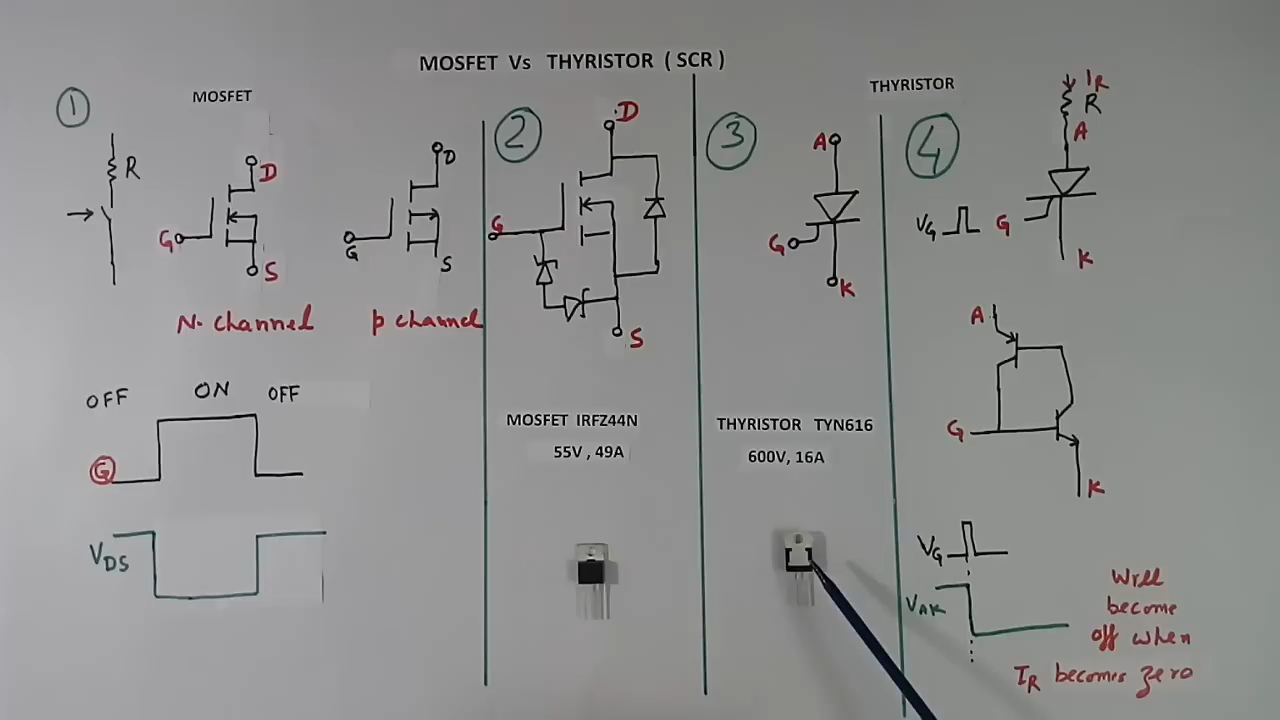 MOSFET Vs THYRISTOR ( SCR )
1
MOSFET
R
G
D
S
N-channel
D
G
S
p channel
OFF
ON
OFF
G
VDS
2
D
G
S
MOSFET IRFZ44N
55V , 49A
3
A
G
K
THYRISTOR TYN616
600V, 16A
THYRISTOR
4
IR
R
A
VG
G
K
A
G
K
VG
VAK
Will
become
off when
IR becomes zero